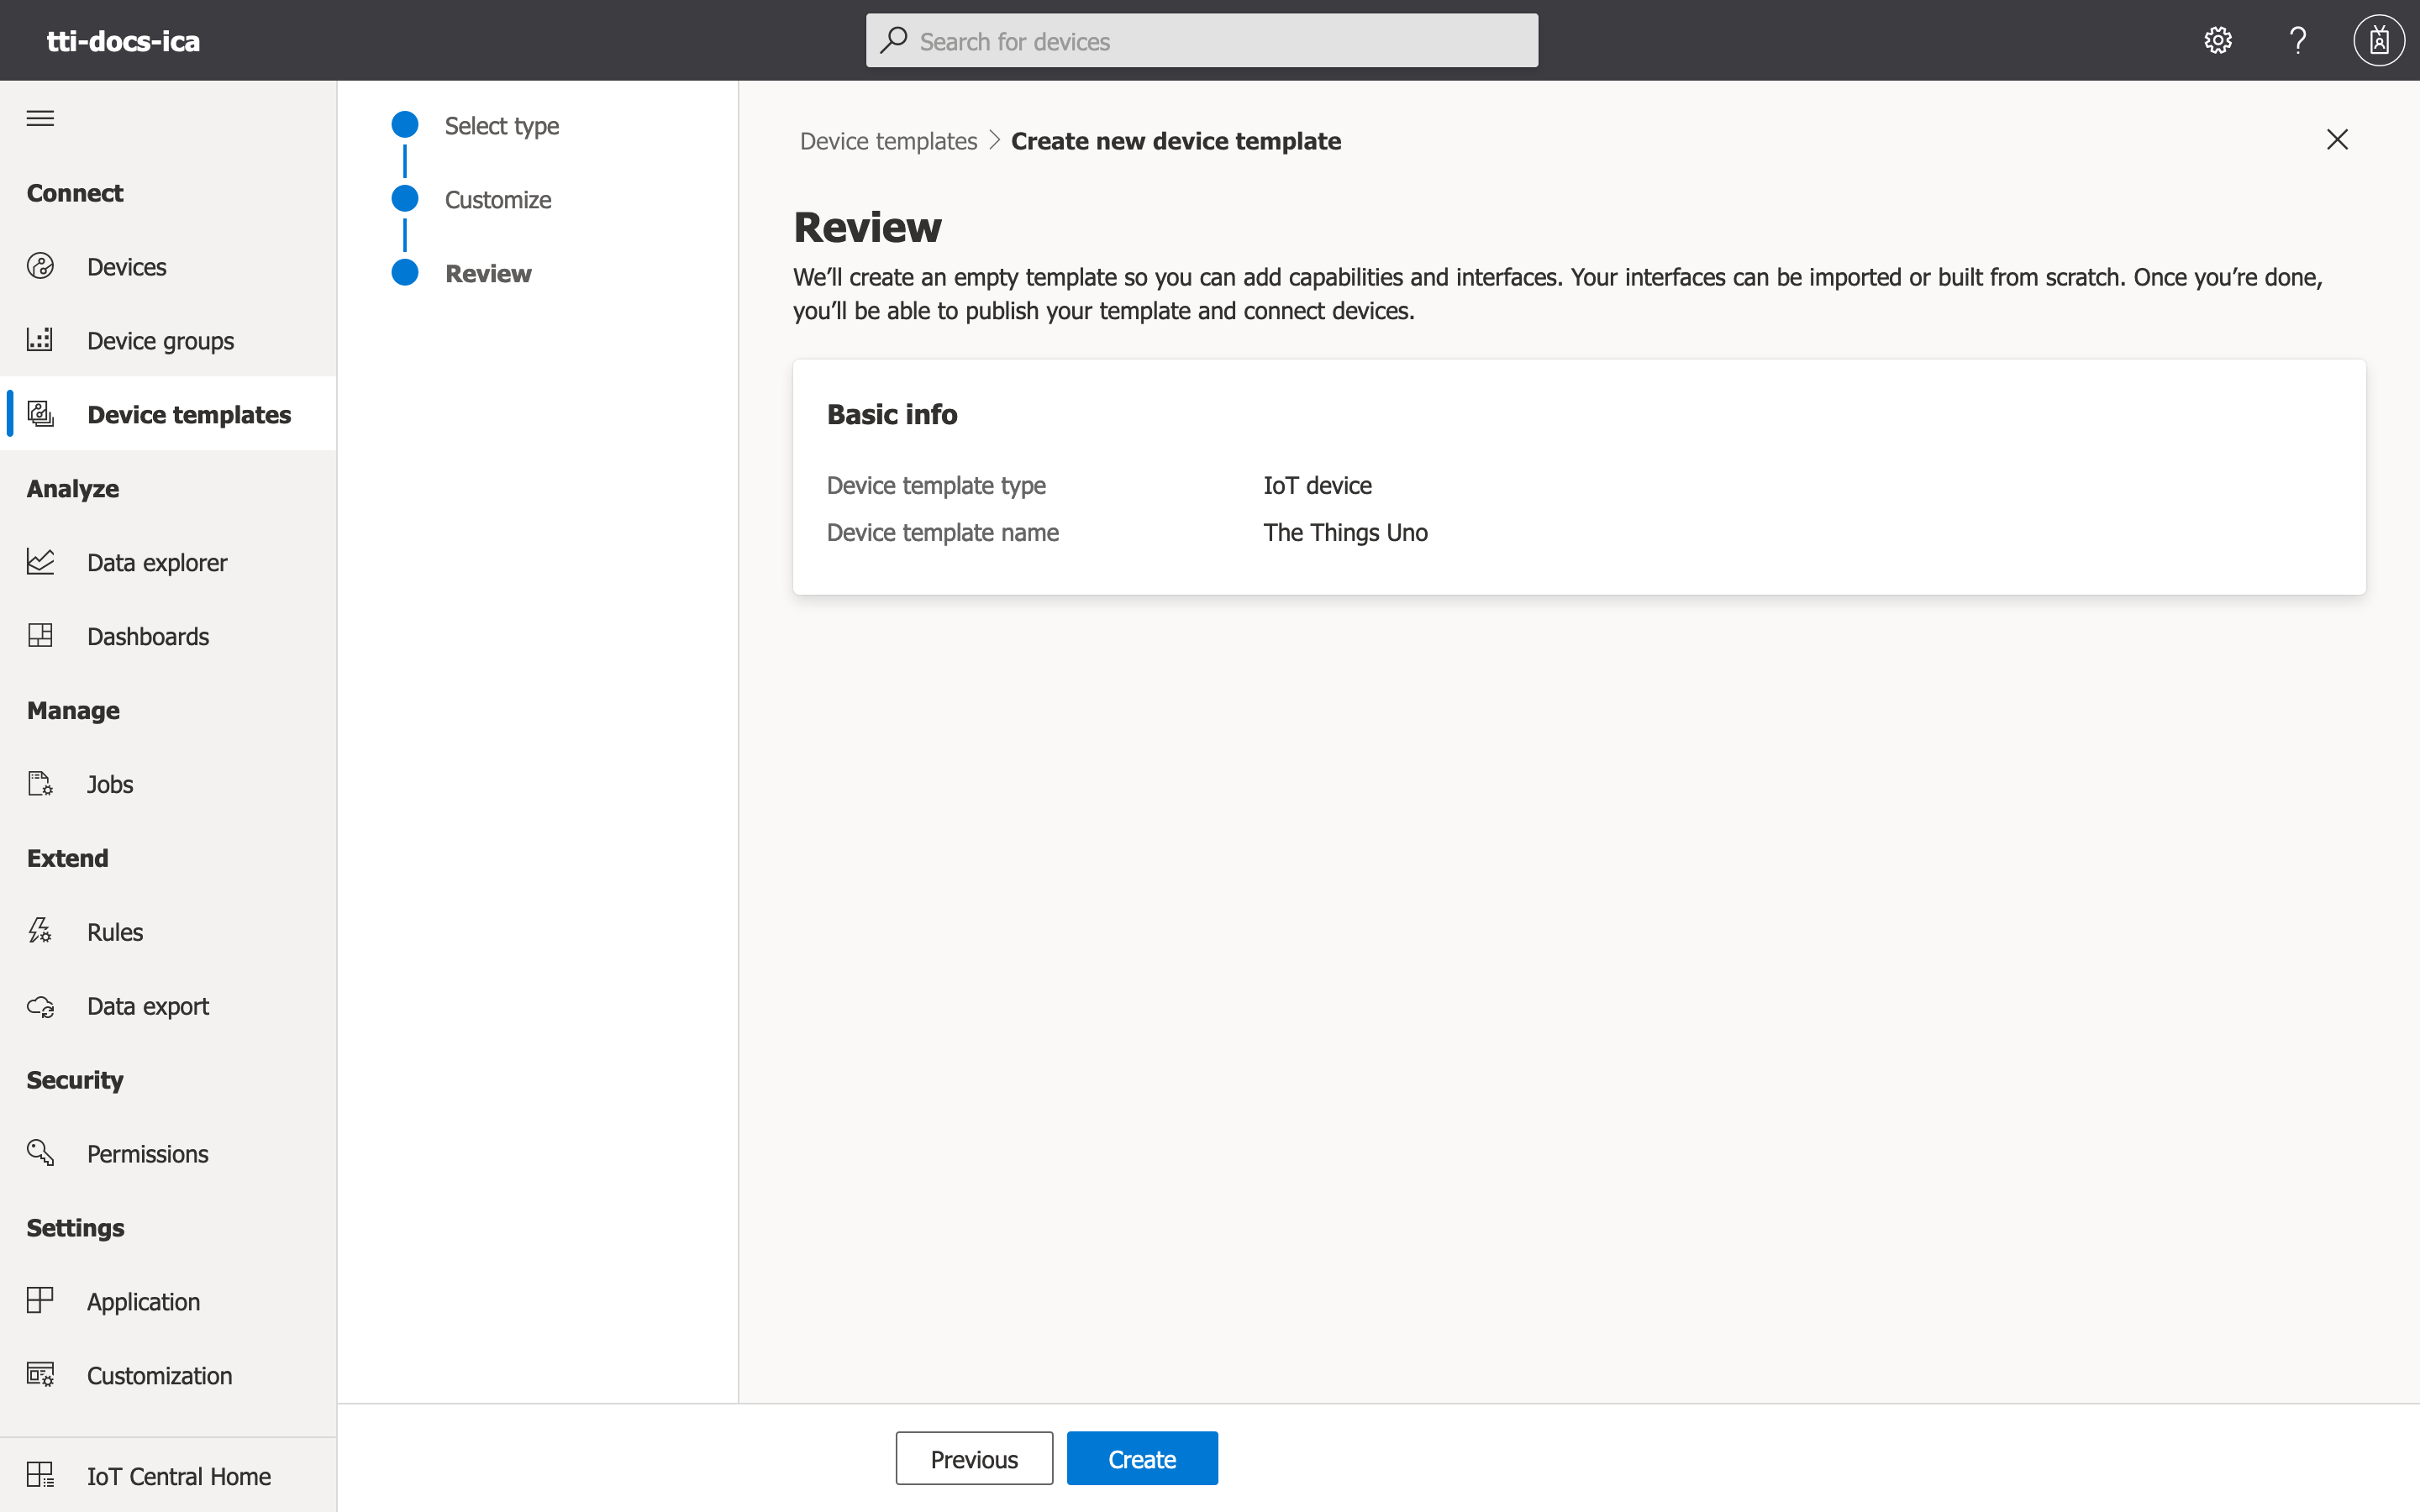 tti-docs-ica
Search for devices
Connect
Devices
Device groups
Device templates
Analyze
Data explorer
Dashboards
Manage
Jobs
Extend
Rules
Data export
Security
Permissions
Settings
Application
Customization
IoT Central Home
Select type
Customize
Review
Device templates > Create new device template
Review
We’ll create an empty template so you can add capabilities and interfaces. Your interfaces can be imported or built from scratch. Once you’re done,
you’ll be able to publish your template and connect devices.
Basic info
Device template type IoT device
Device template name The Things Uno
Previous Create